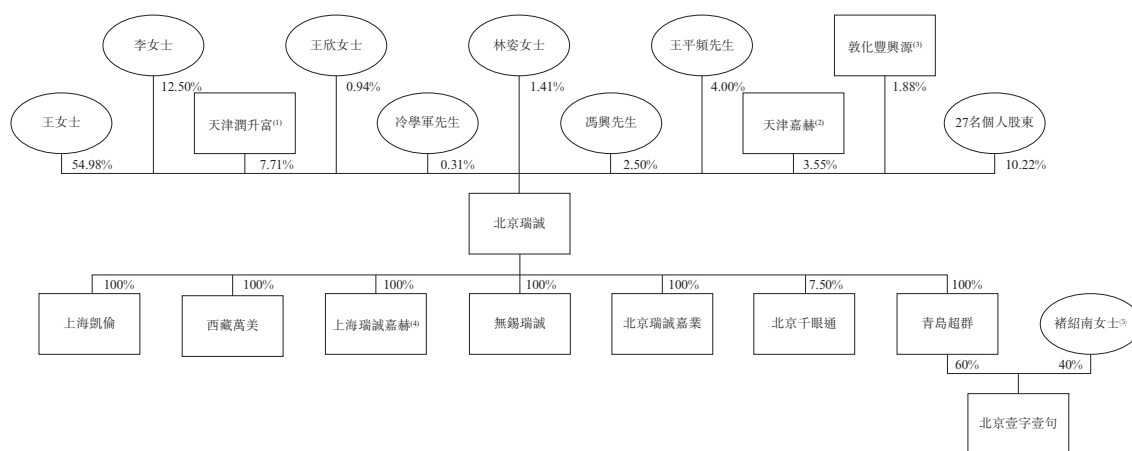 李女士
王欣女士
林姿女士
王平頻先生
敦化豐興源(3)
12.50%
0.94%
1.41%
4.00%
1.88%
王女士
天津潤升富(1)
冷學軍先生
馮興先生
天津嘉赫(2)
27名個人股東
54.98%
7.71%
0.31%
2.50%
3.55%
10.22%
北京瑞誠
100%
100%
100%
100%
100%
7.50%
100%
上海凱倫
西藏萬美
上海瑞誠嘉赫(4)
無錫瑞誠
北京瑞誠嘉業
北京千眼通
青島超群
褚紹南女士(5)
60%
40%
北京壹字壹句